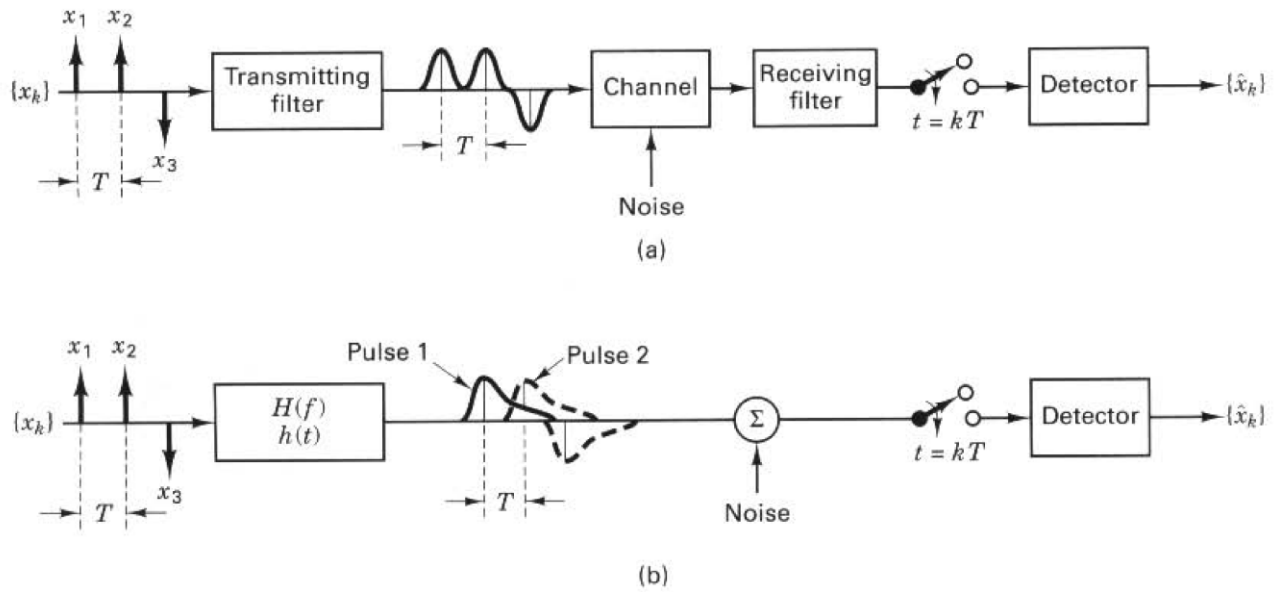 x₁ x₂
{xₖ}
x₃
T
Transmitting
filter
T
Channel
Noise
Receiving
filter
t = kT
Detector
{x̂ₖ}
(a)
x₁ x₂
{xₖ}
x₃
T
H(f)
h(t)
Pulse 1
Pulse 2
T
Σ
Noise
t = kT
Detector
{x̂ₖ}
(b)